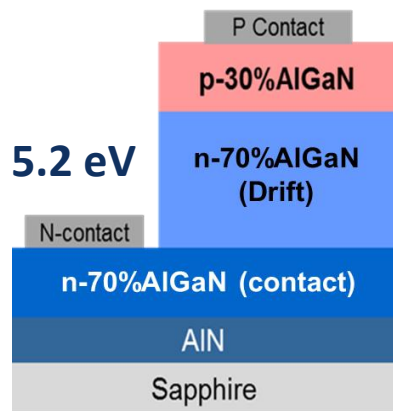 P Contact
p-30%AlGaN
5.2 eV
n-70%AlGaN
(Drift)
N-contact
n-70%AlGaN (contact)
AlN
Sapphire